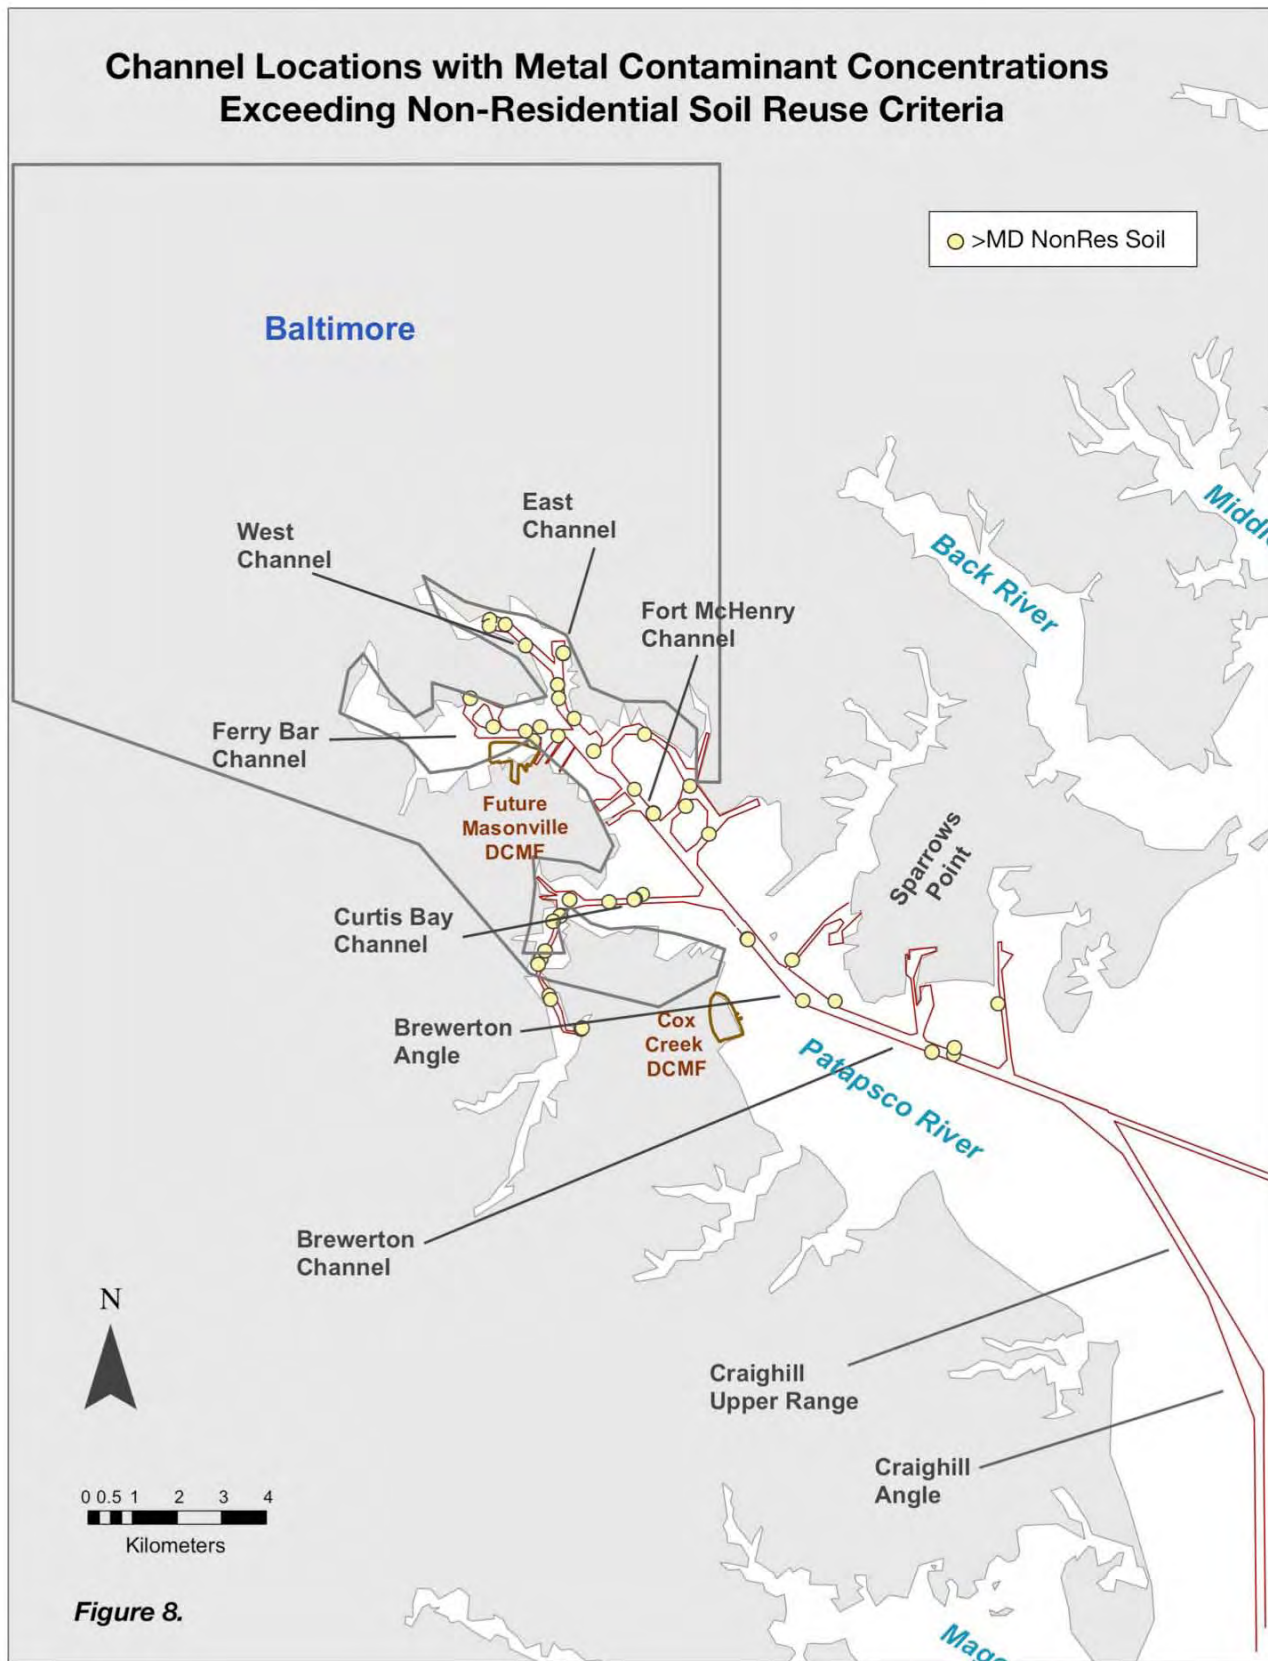 Channel Locations with Metal Contaminant Concentrations
Exceeding Non-Residential Soil Reuse Criteria
>MD NonRes Soil
Baltimore
East
Channel
West
Channel
Fort McHenry
Channel
Back River
Ferry Bar
Channel
Future
Masonville
DCMF
Sparrows
Point
Curtis Bay
Channel
Brewerton
Angle
Cox
Creek
DCMF
Patapsco River
Brewerton
Channel
N
Craighill
Upper Range
Craighill
Angle
0 0.5 1 2 3 4
Kilometers
Figure 8.